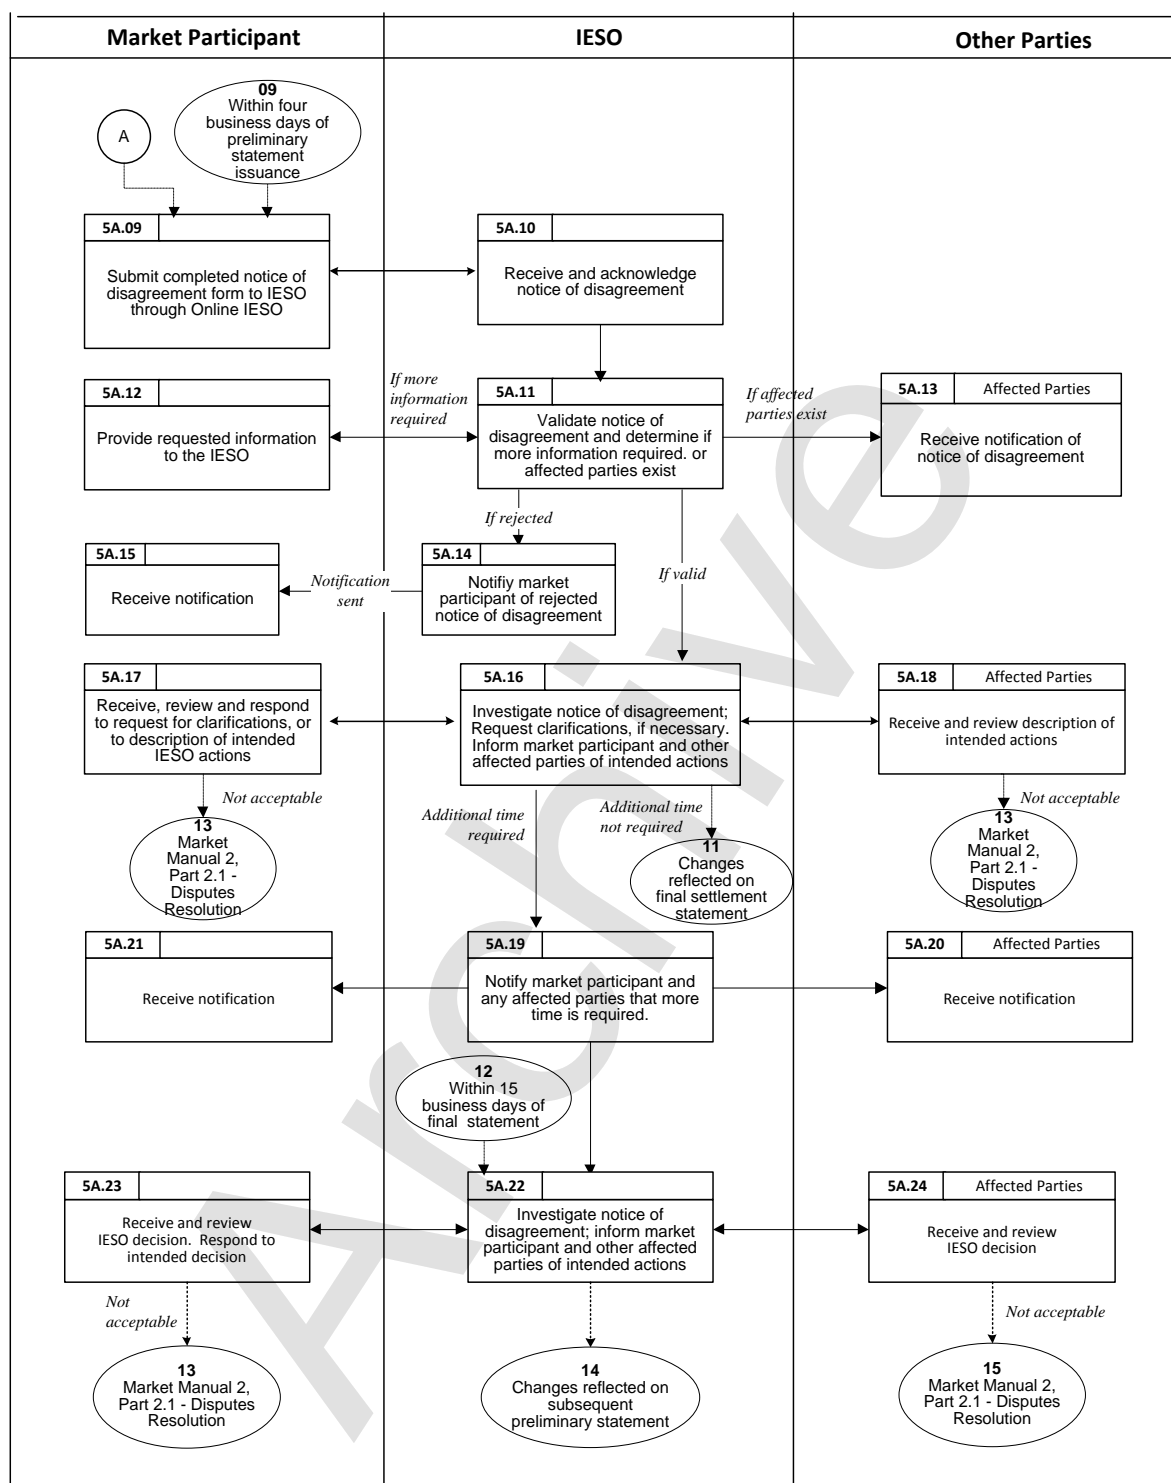 Market Participant
IESO
Other Parties
A
09
Within four
business days of
preliminary
statement
issuance
5A.09
Submit completed notice of
disagreement form to IESO
through Online IESO
5A.10
Receive and acknowledge
notice of disagreement
5A.12
Provide requested information
to the IESO
If more
information
required
5A.11
Validate notice of
disagreement and determine if
more information required. or
affected parties exist
If affected
parties exist
5A.13
Affected Parties
Receive notification of
notice of disagreement
If rejected
If valid
5A.15
Receive notification
Notification
sent
5A.14
Notifiy market
participant of rejected
notice of disagreement
5A.17
Receive, review and respond
to request for clarifications, or
to description of intended
IESO actions
5A.16
Investigate notice of disagreement;
Request clarifications, if necessary.
Inform market participant and other
affected parties of intended actions
5A.18
Affected Parties
Receive and review description of
intended actions
Not acceptable
13
Market
Manual 2,
Part 2.1 -
Disputes
Resolution
Additional time
required
Additional time
not required
11
Changes
reflected on
final settlement
statement
Not acceptable
13
Market
Manual 2,
Part 2.1 -
Disputes
Resolution
5A.21
Receive notification
5A.19
Notify market participant and
any affected parties that more
time is required.
5A.20
Affected Parties
Receive notification
12
Within 15
business days of
final statement
5A.23
Receive and review
IESO decision. Respond to
intended decision
5A.22
Investigate notice of
disagreement; inform market
participant and other affected
parties of intended actions
5A.24
Affected Parties
Receive and review
IESO decision
Not
acceptable
13
Market Manual 2,
Part 2.1 - Disputes
Resolution
14
Changes reflected on
subsequent
preliminary statement
Not acceptable
15
Market Manual 2,
Part 2.1 - Disputes
Resolution
Archive